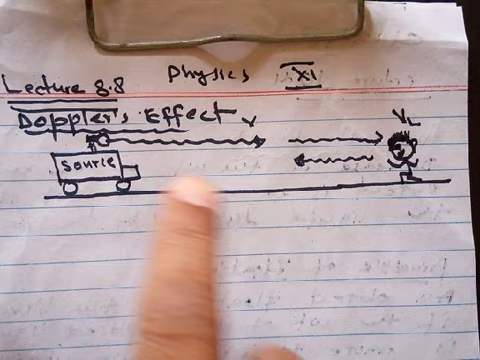 Physics XI
Lecture 8.8
Doppler's Effect
v VL
Source